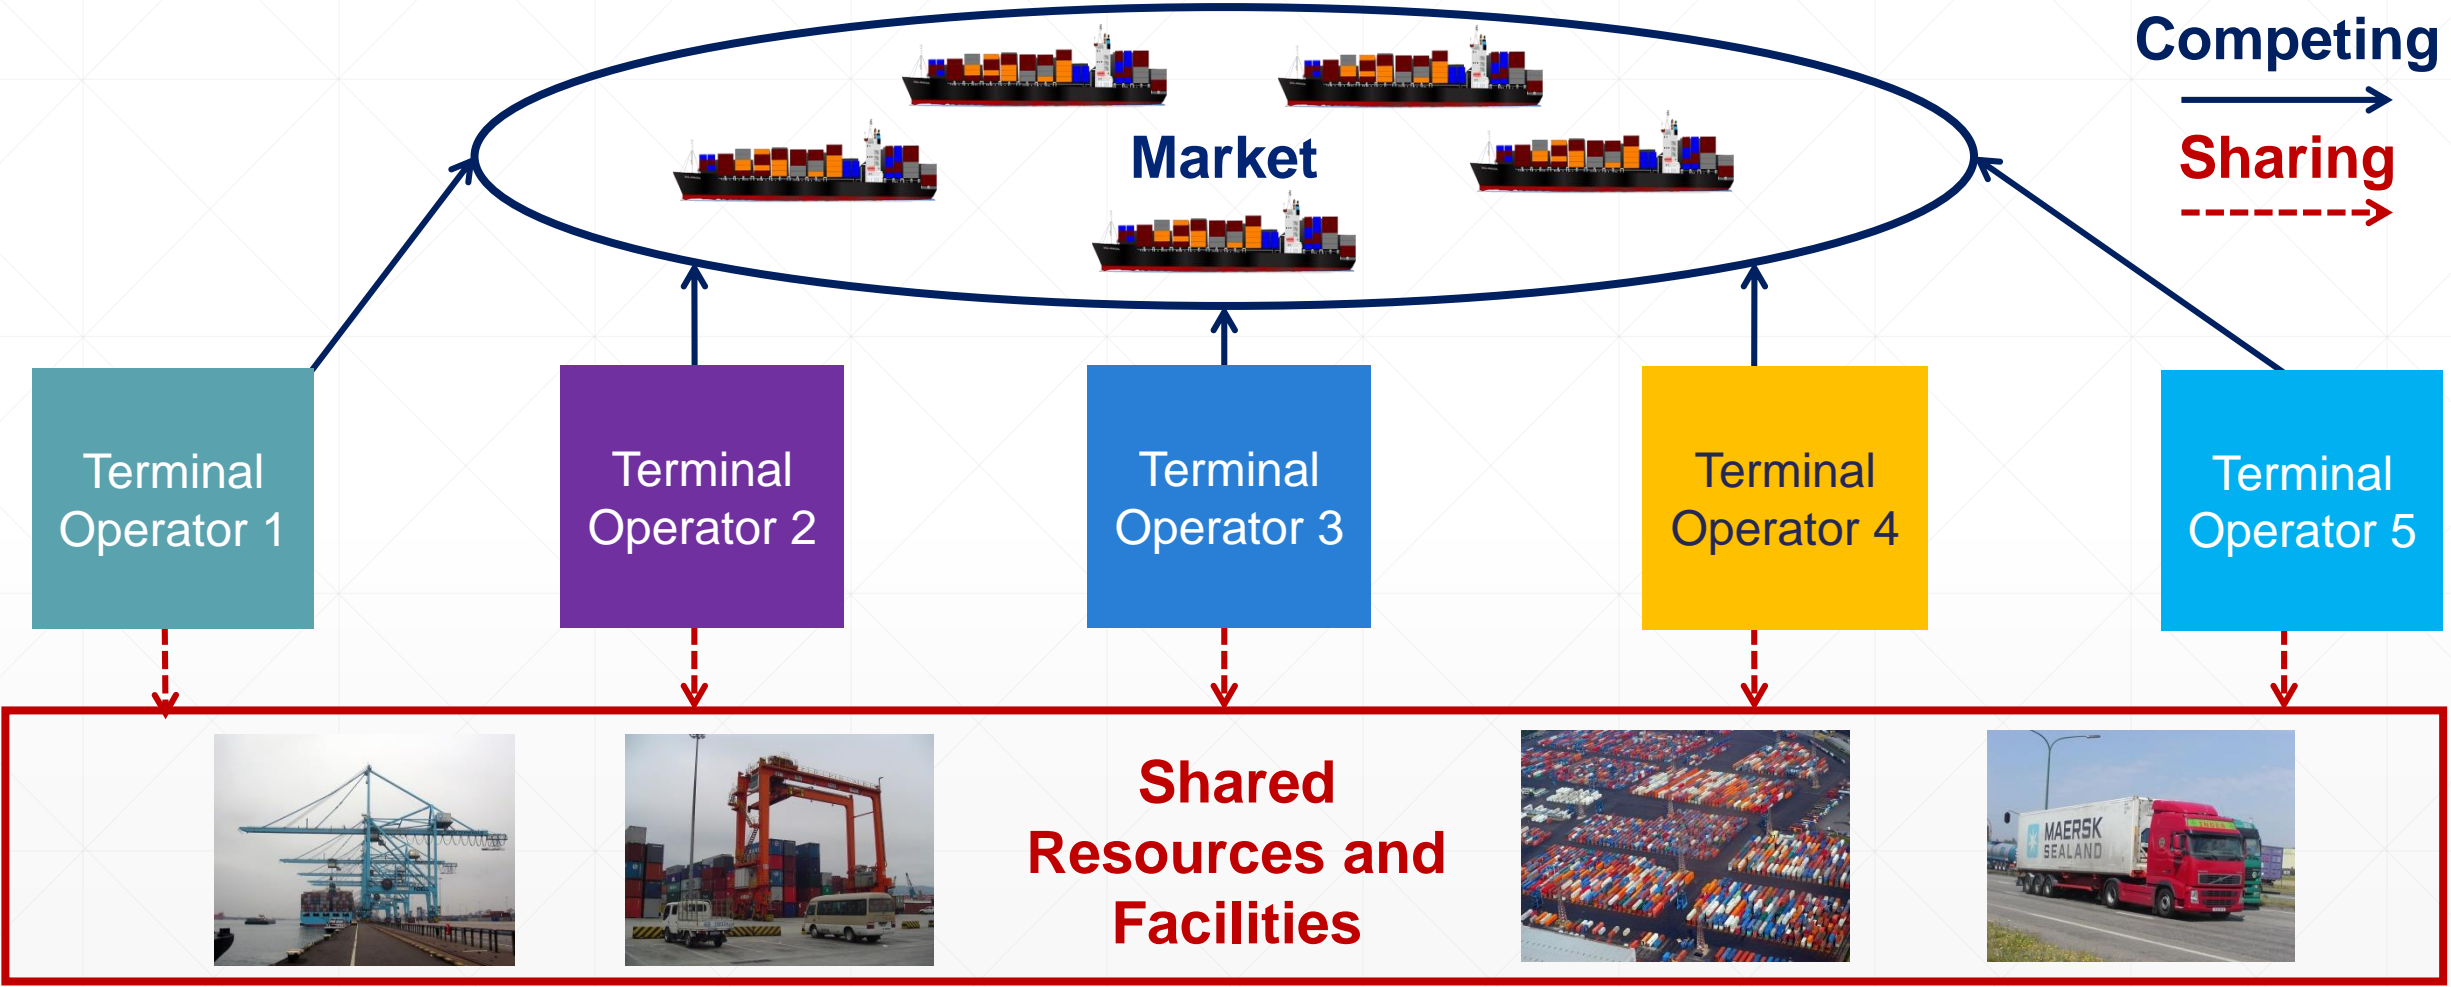 Competing
Sharing
Market
Terminal
Operator 1
Terminal
Operator 2
Terminal
Operator 3
Terminal
Operator 4
Terminal
Operator 5
Shared
Resources and
Facilities
MAERSK
SEALAND